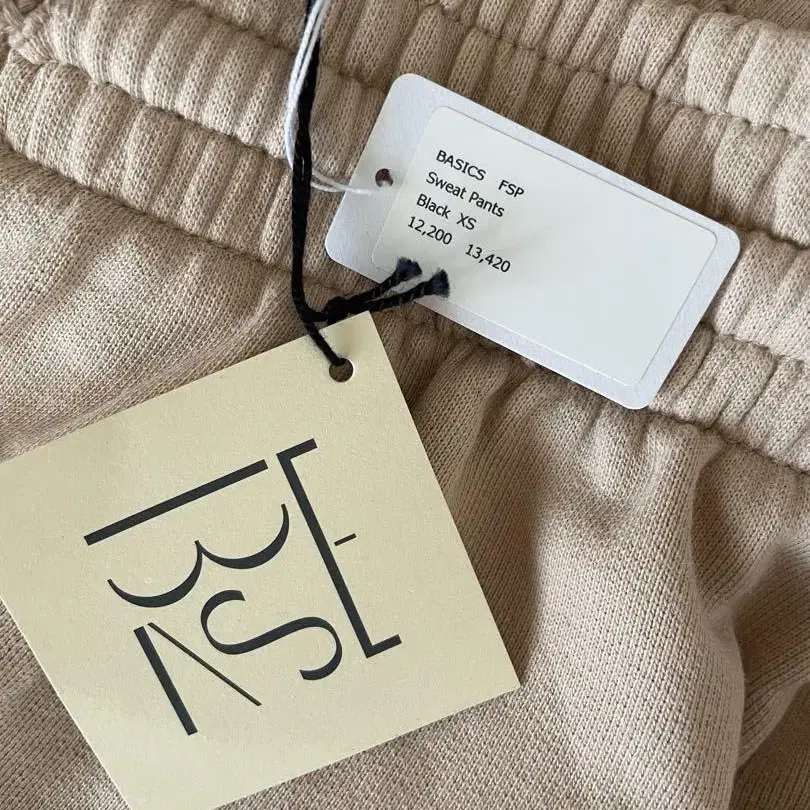 BASICS FSP
Sweat Pants
Black XS
12,200 13,420